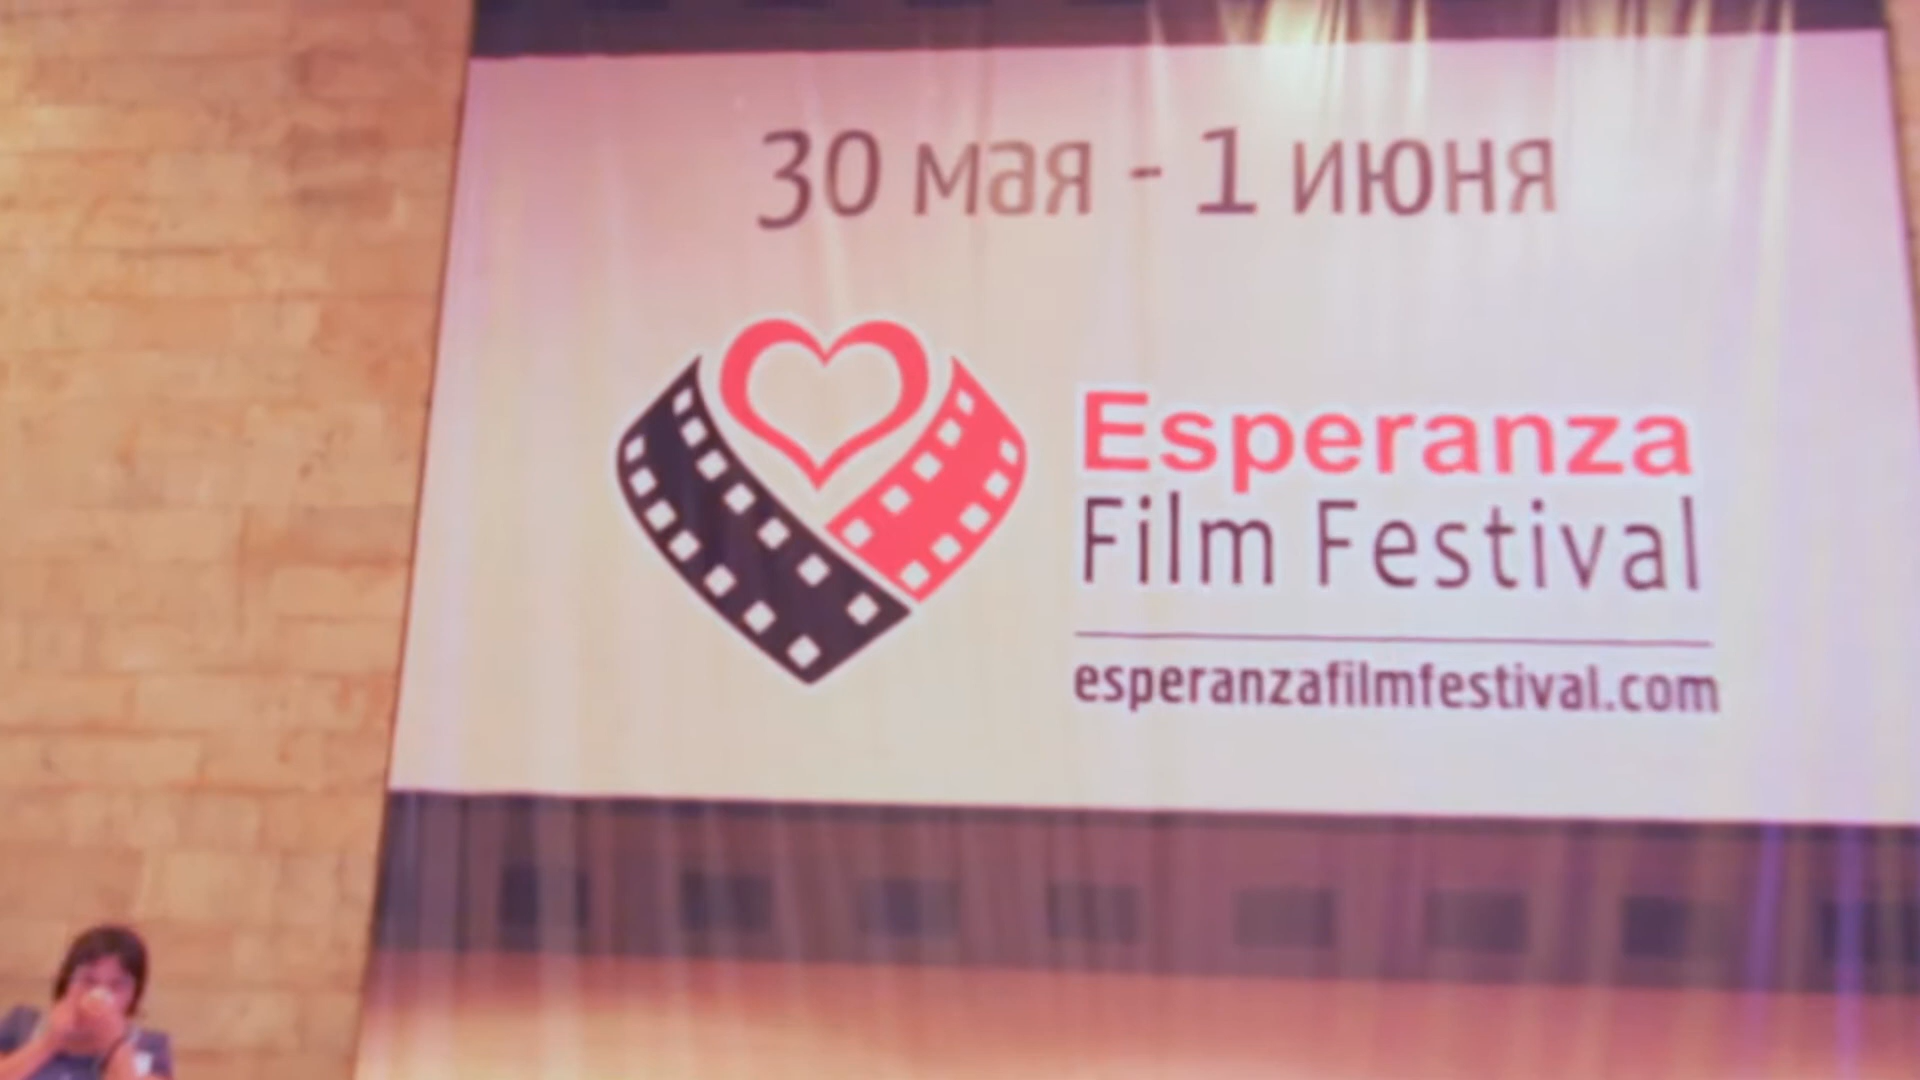 30 мая - 1 июня
Esperanza
Film Festival
esperanzafilmfestival.com